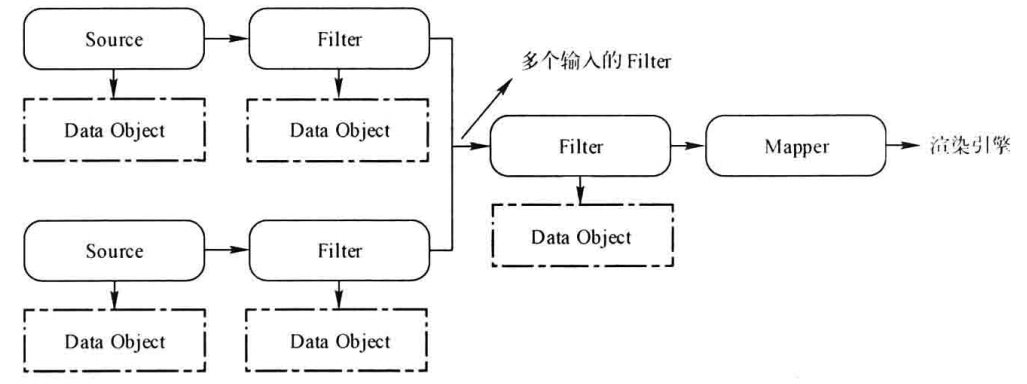 Source
Filter
多个输入的 Filter
Data Object
Data Object
Filter
Mapper
渲染引擎
Data Object
Source
Filter
Data Object
Data Object